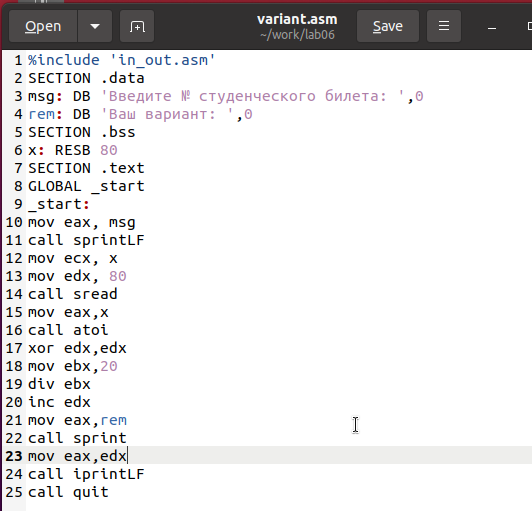 Open
variant.asm
~/work/lab06
Save
1 %include 'in_out.asm'
2 SECTION .data
3 msg: DB 'Введите № студенческого билета: ',0
4 rem: DB 'Ваш вариант: ',0
5 SECTION .bss
6 x: RESB 80
7 SECTION .text
8 GLOBAL _start
9 _start:
10 mov eax, msg
11 call sprintLF
12 mov ecx, x
13 mov edx, 80
14 call sread
15 mov eax,x
16 call atoi
17 xor edx,edx
18 mov ebx,20
19 div ebx
20 inc edx
21 mov eax,rem
22 call sprint
23 mov eax,edx
24 call iprintLF
25 call quit